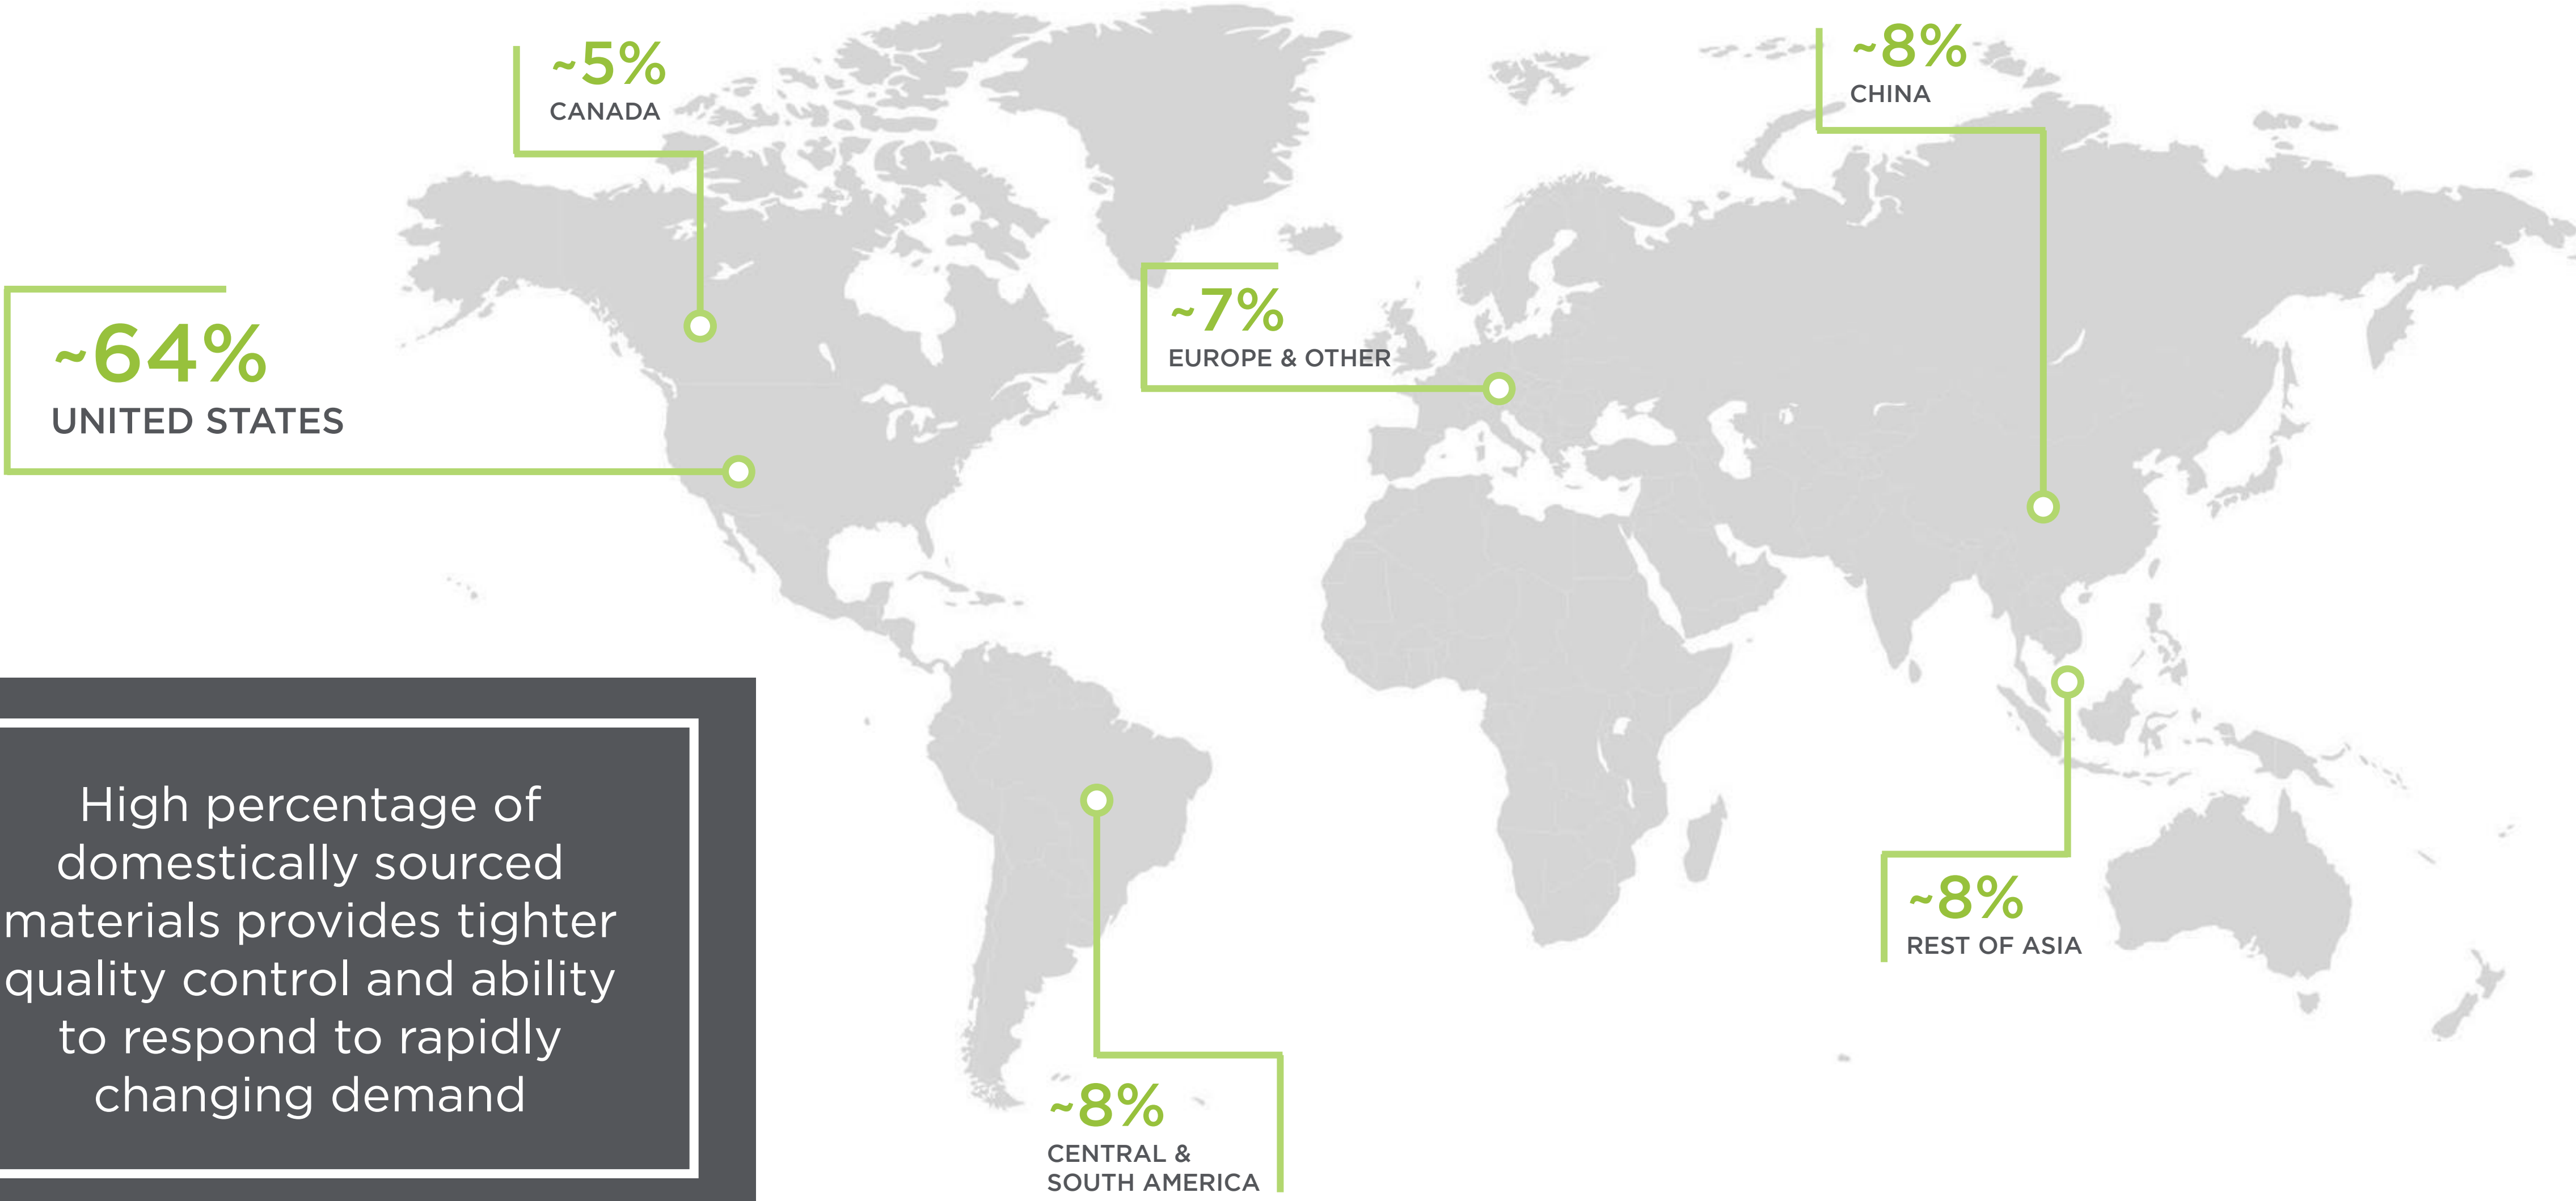 ~5%
CANADA
~8%
CHINA
~64%
UNITED STATES
~7%
EUROPE & OTHER
High percentage of
domestically sourced
materials provides tighter
quality control and ability
to respond to rapidly
changing demand
~8%
REST OF ASIA
~8%
CENTRAL &
SOUTH AMERICA